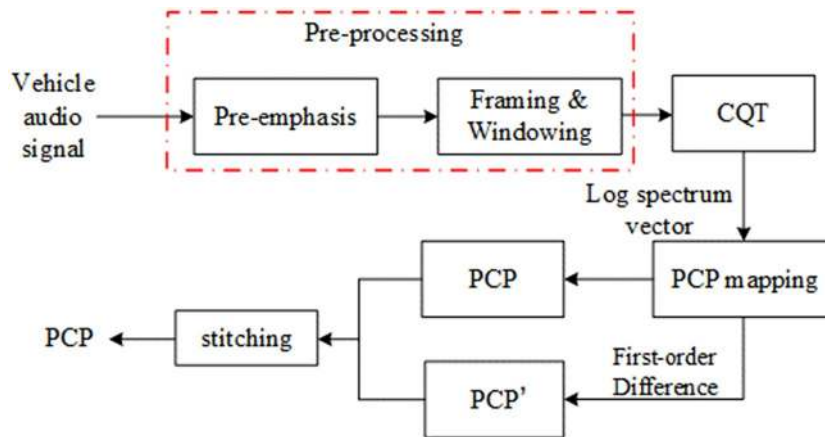 Pre-processing
Vehicle
audio
signal
Pre-emphasis
Framing &
Windowing
CQT
Log spectrum
vector
PCP mapping
PCP
stitching
PCP
First-order
Difference
PCP’